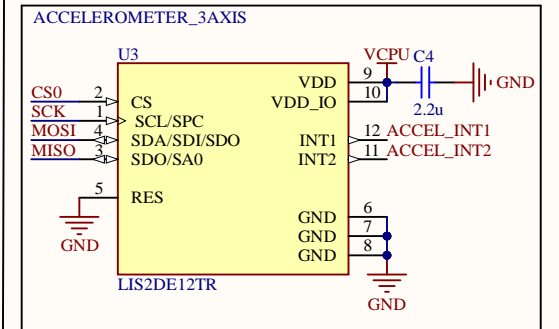 ACCELEROMETER_3AXIS
U3
VCPU C4
CS0 2 CS VDD 9
GND
SCK 1 SCL/SPC VDD_IO 10
2.2u
MOSI 4 SDA/SDI/SDO INT1 12 ACCEL_INT1
MISO 3 SDO/SA0 INT2 11 ACCEL_INT2
5 RES
GND 6
GND
GND 7
GND 8
LIS2DE12TR
GND